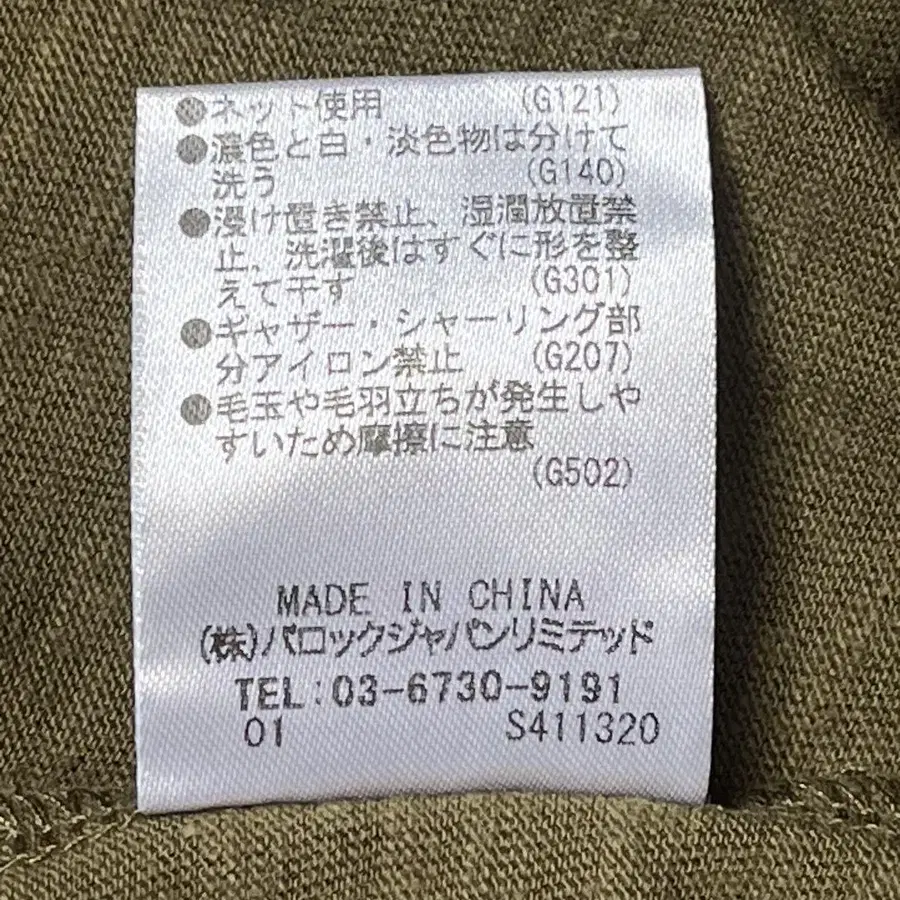 ●ネット使用 (G121)
●濃色と白・淡色物は分けて
洗う (G140)
●浸け置き禁止、湿潤放置禁
止、洗濯後はすぐに形を整
えて干す (G301)
●ギャザー・シャーリング部
分アイロン禁止 (G207)
●毛玉や毛羽立ちが発生しや
すいため摩擦に注意
(G502)
MADE IN CHINA
(株)バロックジャパンリミテッド
TEL:03-6730-9191
01 S411320